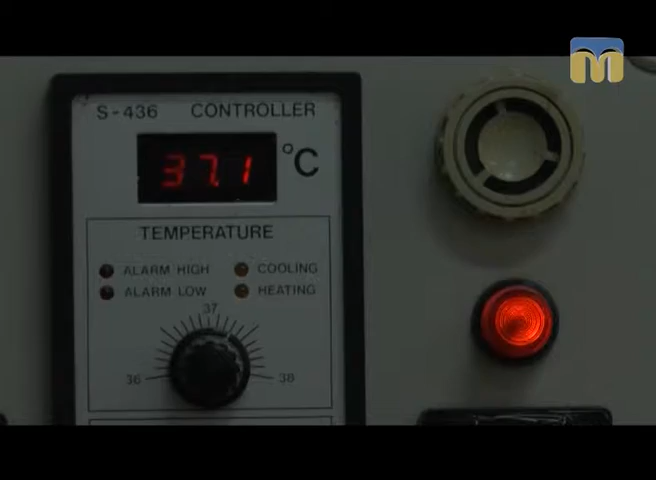 S-436 CONTROLLER
37.1 °C
TEMPERATURE
ALARM HIGH COOLING
ALARM LOW HEATING
37
36 38